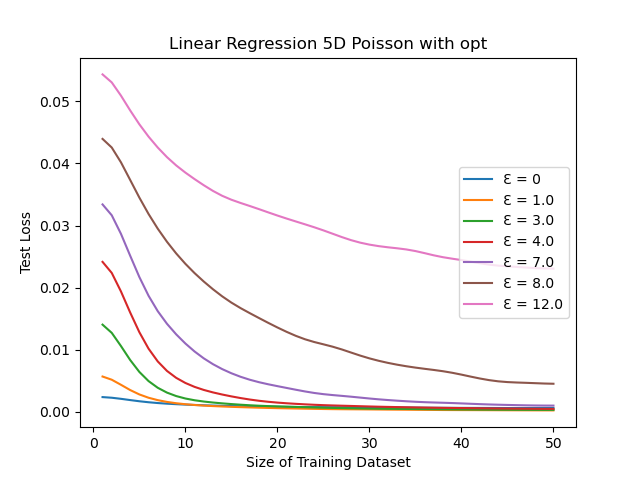 Linear Regression 5D Poisson with opt
Test Loss
0.05
0.04
0.03
0.02
0.01
0.00
0
10
20
30
40
50
Size of Training Dataset
Ɛ = 0
Ɛ = 1.0
Ɛ = 3.0
Ɛ = 4.0
Ɛ = 7.0
Ɛ = 8.0
Ɛ = 12.0